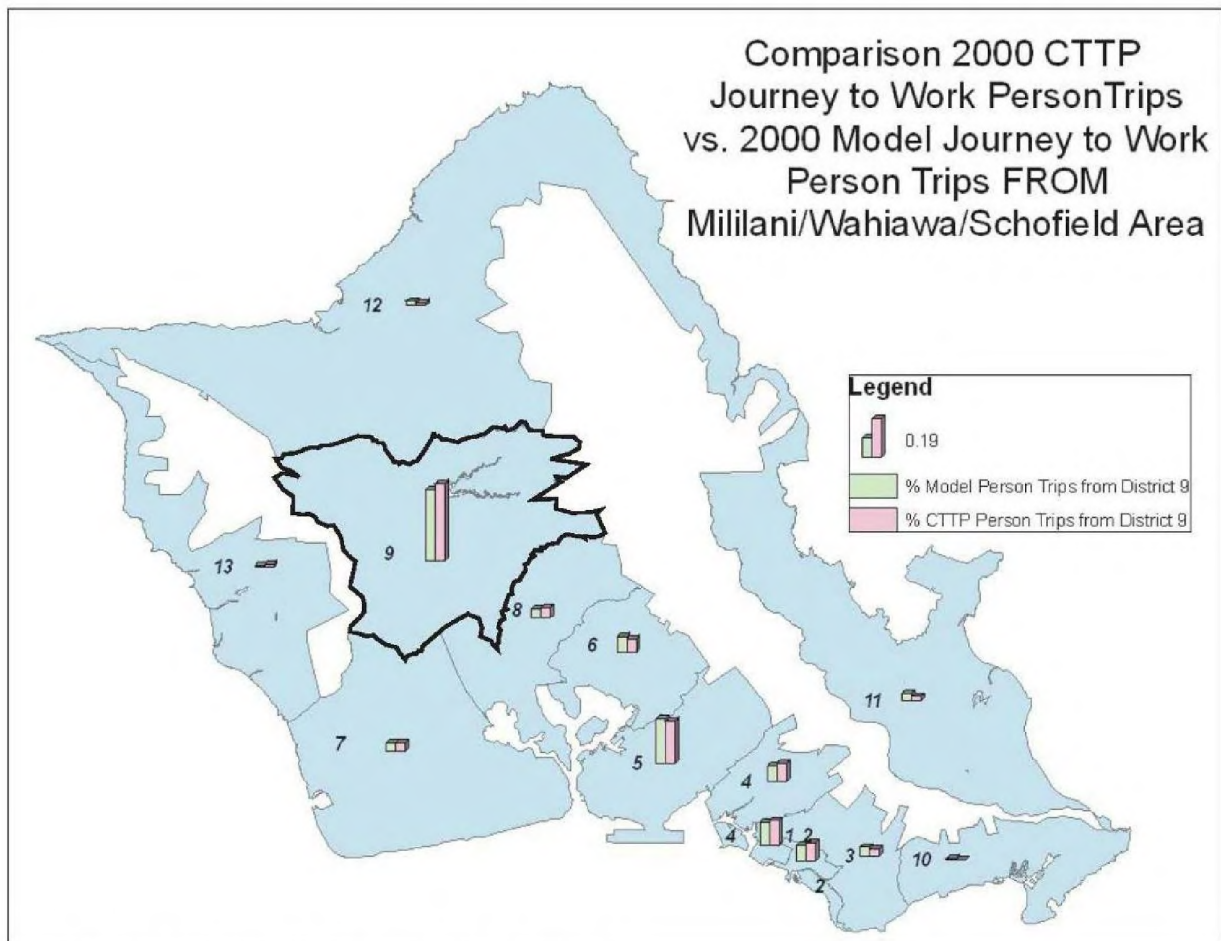 Comparison 2000 CTTP
Journey to Work PersonTrips
vs. 2000 Model Journey to Work
Person Trips FROM
Mililani/Wahiawa/Schofield Area
12
Legend
0.19
% Model Person Trips from District 9
% CTTP Person Trips from District 9
9
13
8
6
11
7
5
4
4
1
2
3
10
2